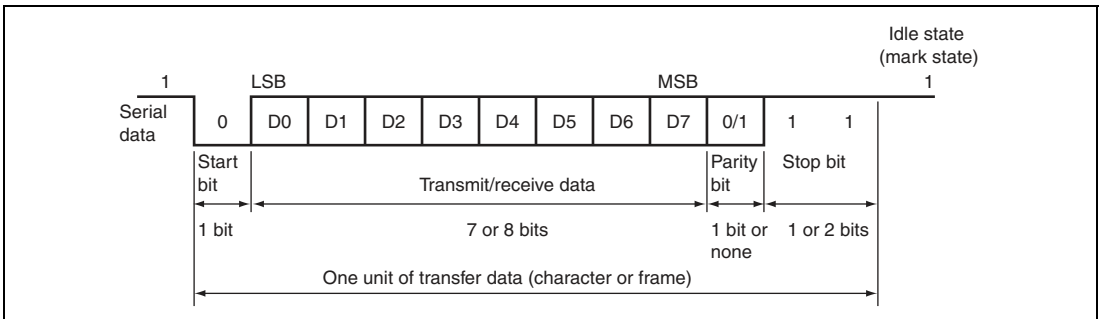 Idle state
(mark state)
1 LSB MSB 1
Serial
data
0 D0 D1 D2 D3 D4 D5 D6 D7 0/1 1 1
Start
bit
Transmit/receive data
Parity
bit
Stop bit
1 bit
7 or 8 bits
1 bit or
none
1 or 2 bits
One unit of transfer data (character or frame)